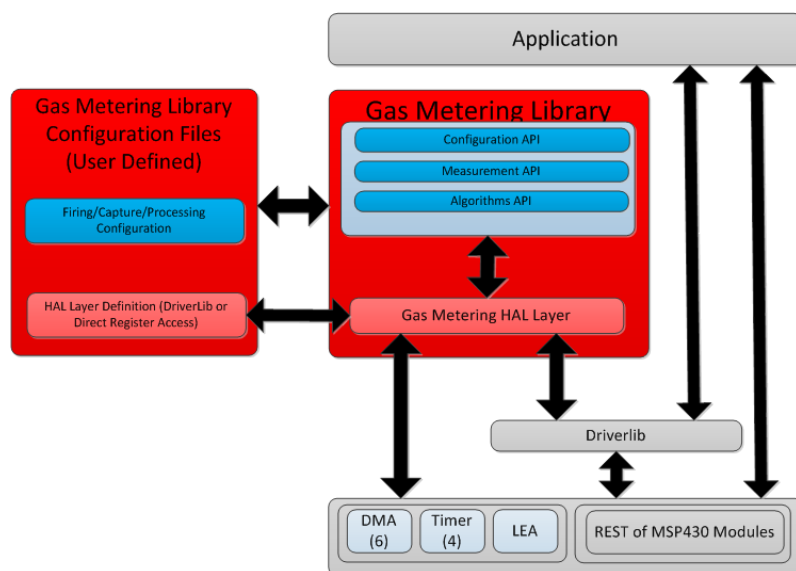 Application
Gas Metering Library
Configuration Files
(User Defined)
Firing/Capture/Processing
Configuration
HAL Layer Definition (DriverLib or
Direct Register Access)
Gas Metering Library
Configuration API
Measurement API
Algorithms API
Gas Metering HAL Layer
Driverlib
DMA
(6)
Timer
(4)
LEA
REST of MSP430 Modules